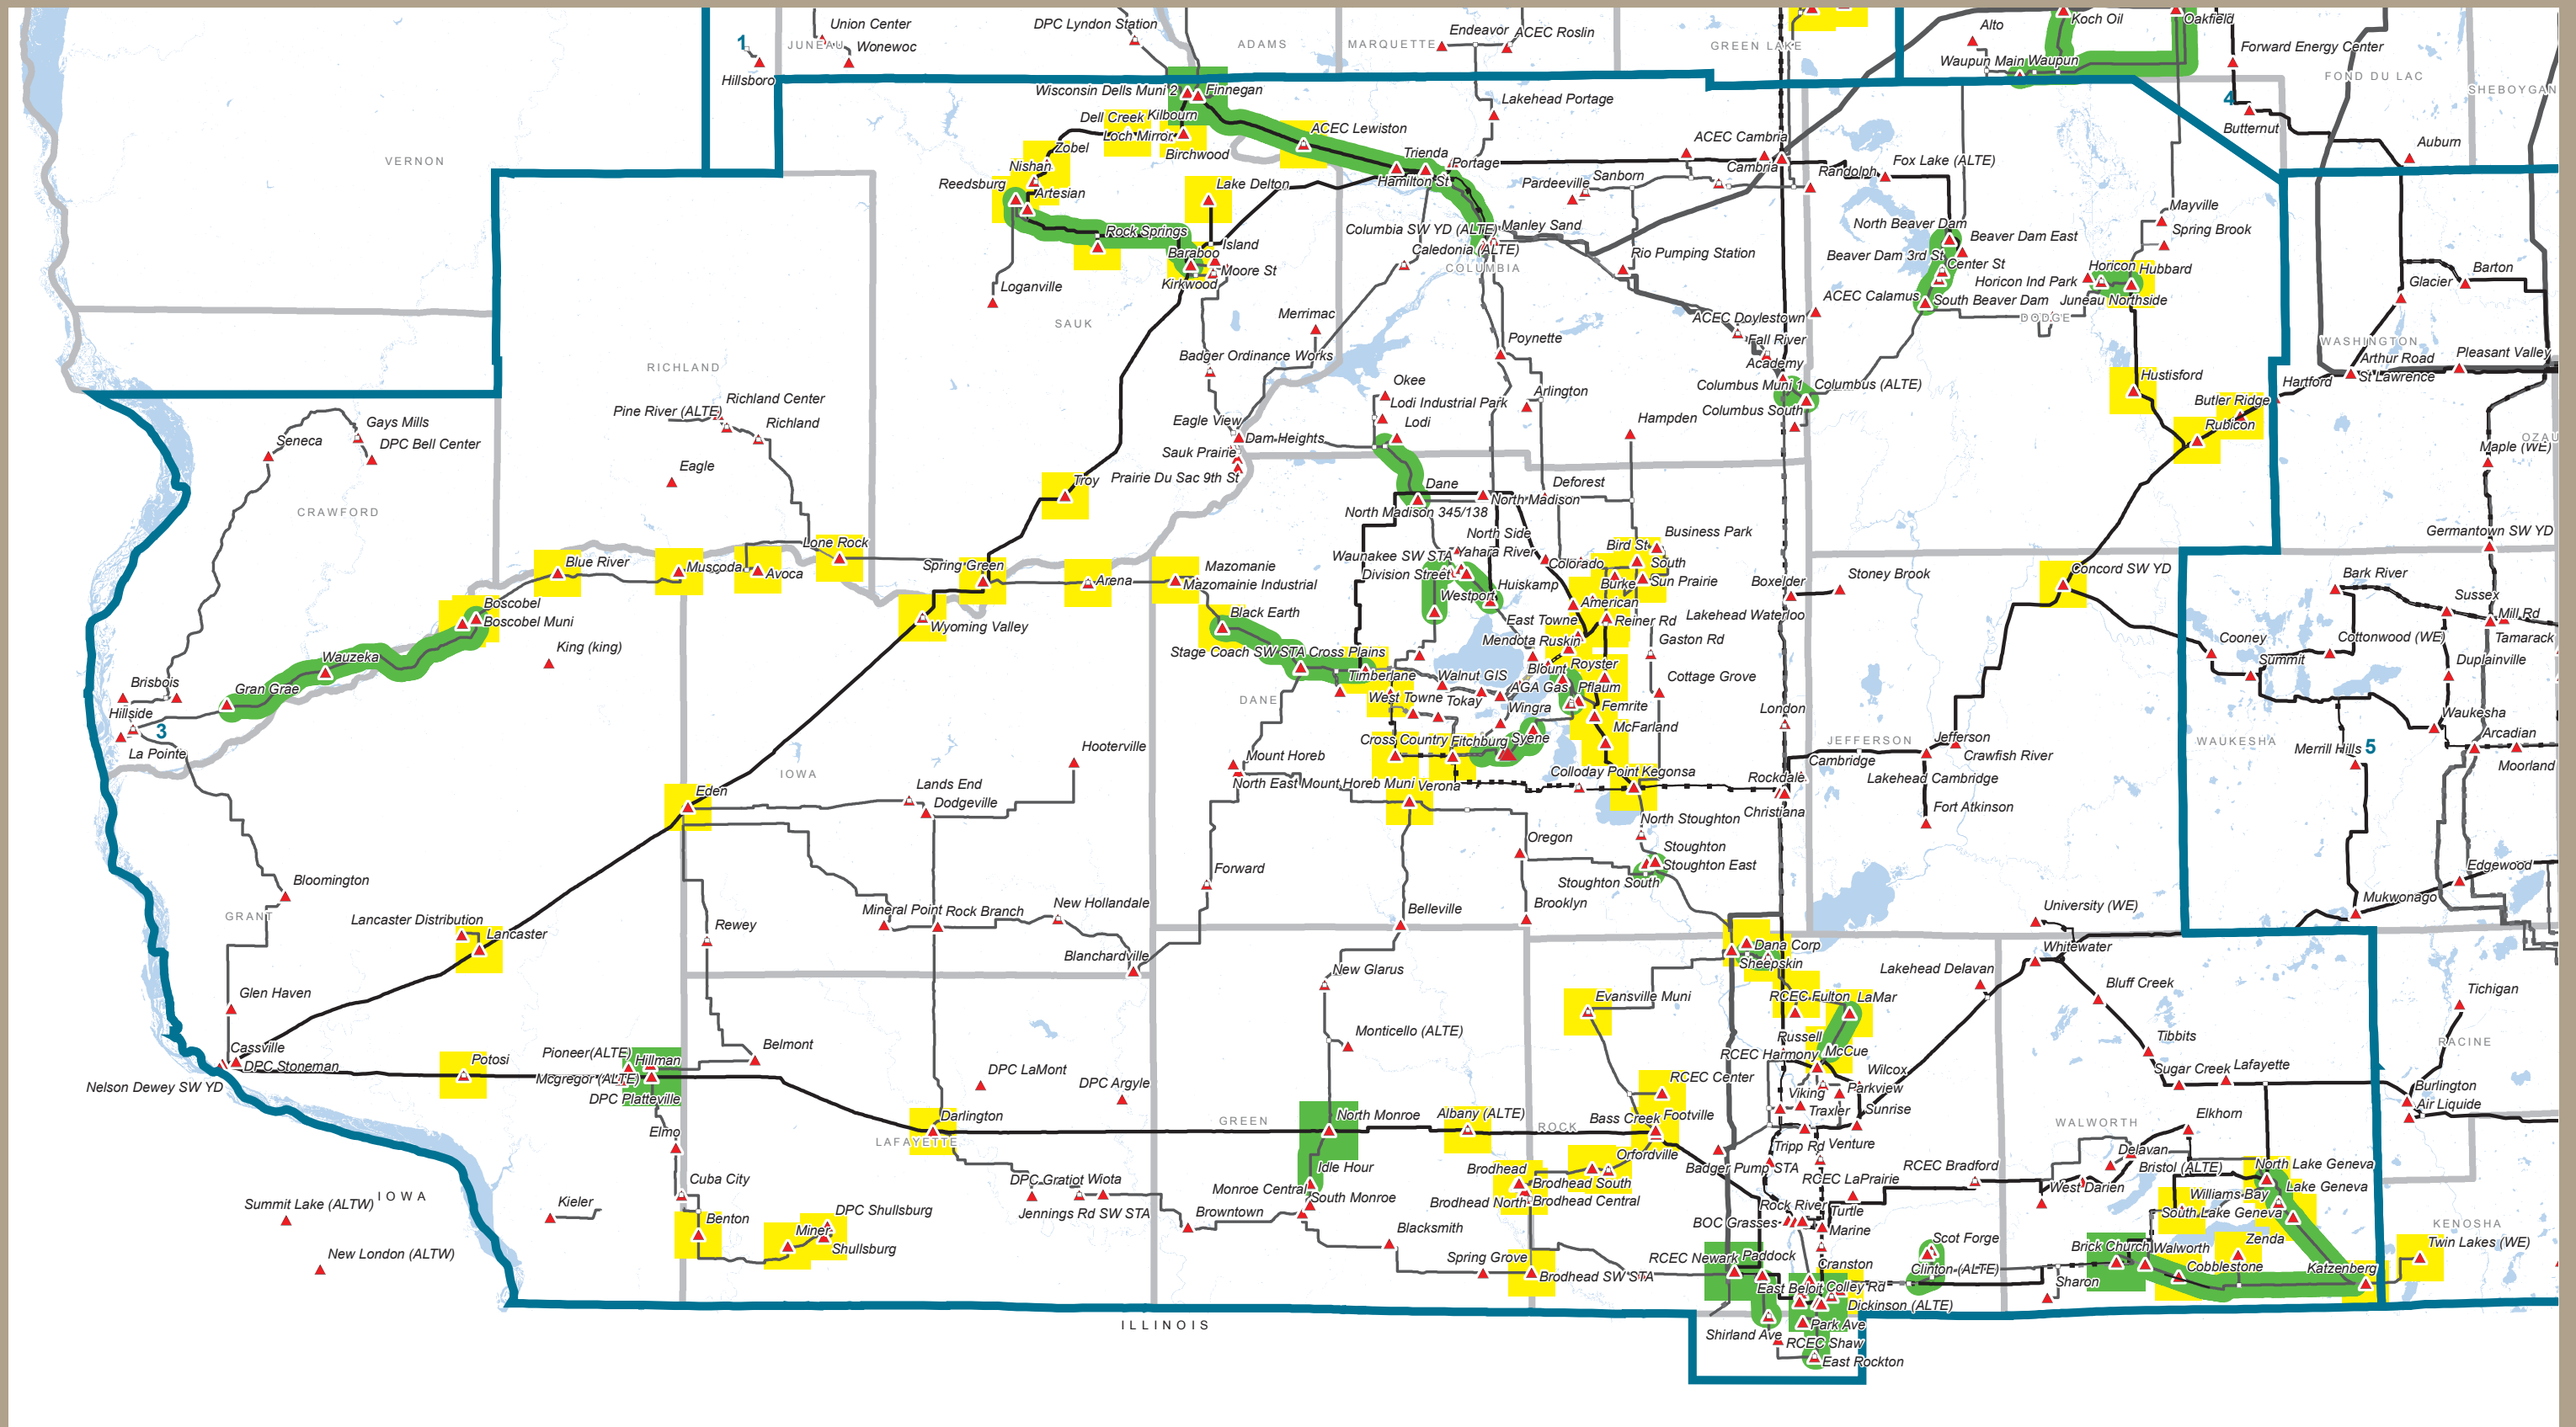 Union Center
DPC Lyndon Station
Endeavor
ACEC Roslin
Alto
Koch Oil
Oakfield
1
JUNEAU
Wonewoc
ADAMS
MARQUETTE
GREEN LAKE
Forward Energy Center
Hillsboro
Waupun Main
Waupun
FOND DU LAC
SHEBOYGAN
Wisconsin Dells Muni 2
Finnegan
Lakehead Portage
4
Butternut
Dell Creek
Kilbourn
Loch Mirror
ACEC Lewiston
ACEC Cambria
Auburn
VERNON
Zobel
Birchwood
Trienda
Portage
Cambria
Fox Lake (ALTE)
Nishan
Reedsburg
Artesian
Lake Delton
Hamilton St
Pardeeville
Sanborn
Randolph
Mayville
Rock Springs
Columbia SW YD (ALTE)
Manley Sand
North Beaver Dam
Beaver Dam East
Spring Brook
Island
Baraboo
Caledonia (ALTE)
COLUMBIA
Rio Pumping Station
Beaver Dam 3rd St
Center St
Horicon
Hubbard
Moore St
Kirkwood
Horicon Ind Park
Glacier
Barton
Loganville
ACEC Calamus
South Beaver Dam
Juneau Northside
DODGE
SAUK
Merrimac
ACEC Doylestown
Poynette
Fall River
WASHINGTON
Badger Ordinance Works
Academy
Arthur Road
Pleasant Valley
RICHLAND
Okee
Columbus Muni 1
Columbus (ALTE)
Hustisford
Hartford
St Lawrence
Richland Center
Pine River (ALTE)
Richland
Lodi Industrial Park
Arlington
Columbus South
Butler Ridge
Gays Mills
Eagle View
Lodi
Hampden
Rubicon
Seneca
DPC Bell Center
Dam Heights
OZAU
Maple (WE)
Sauk Prairie
Eagle
Troy
Prairie Du Sac 9th St
Dane
Deforest
CRAWFORD
North Madison
North Madison 345/138
Germantown SW YD
North Side
Business Park
Lone Rock
Waunakee SW STA
Yahara River
Bird St
Blue River
Muscoda
Avoca
Spring Green
Arena
Mazomanie
Mazomainie Industrial
Division Street
Colorado
South
Burke
Sun Prairie
Huiskamp
Boxelder
Stoney Brook
Concord SW YD
Bark River
Boscobel
Boscobel Muni
Westport
American
Lakehead Waterloo
Sussex
Black Earth
Wyoming Valley
East Towne
Reiner Rd
Mill Rd
King (king)
Mendota
Ruskin
Gaston Rd
Cooney
Cottonwood (WE)
Tamarack
Wauzeka
Stage Coach SW STA
Cross Plains
Blount
Royster
Summit
Duplainville
Brisbois
Gran Grae
Timberlane
Walnut GIS
AGA Gas
Pflaum
Cottage Grove
DANE
West Towne
Tokay
Wingra
Femrite
London
Hillside
3
McFarland
Waukesha
La Pointe
Cross Country
Fitchburg
Syene
JEFFERSON
Jefferson
WAUKESHA
Merrill Hills
5
Arcadian
Hooterville
Mount Horeb
Cambridge
Crawfish River
Moorland
IOWA
Colloday Point
Kegonsa
Rockdale
Lakehead Cambridge
North East Mount Horeb Muni
Verona
Lands End
Eden
Dodgeville
Christiana
Fort Atkinson
North Stoughton
Oregon
Stoughton
Stoughton East
Edgewood
Forward
Stoughton South
Bloomington
GRANT
Lancaster Distribution
Lancaster
Mineral Point
Rock Branch
New Hollandale
Belleville
Brooklyn
University (WE)
Mukwonago
Rewey
Blanchardville
Dana Corp
Sheepskin
Whitewater
New Glarus
Lakehead Delavan
Glen Haven
Evansville Muni
RCEC Fulton
LaMar
Bluff Creek
Tichigan
Monticello (ALTE)
Russell
Tibbits
RACINE
Cassville
DPC Stoneman
Nelson Dewey SW YD
Potosi
Pioneer(ALTE)
Hillman
Belmont
RCEC Harmony
McCue
Wilcox
Sugar Creek
Lafayette
Mcgregor (ALTE)
DPC LaMont
DPC Argyle
RCEC Center
Viking
Parkview
Burlington
DPC Platteville
Traxler
Sunrise
Air Liquide
Darlington
GREEN
North Monroe
Albany (ALTE)
Bass Creek
Footville
Elkhorn
Elmo
LAFAYETTE
ROCK
WALWORTH
Tripp Rd
Venture
Delavan
Idle Hour
Brodhead
Orfordville
Badger Pump STA
RCEC Bradford
Bristol (ALTE)
North Lake Geneva
Cuba City
DPC Gratiot
Wiota
Monroe Central
South Monroe
Brodhead South
RCEC LaPrairie
West Darien
Lake Geneva
Summit Lake (ALTW)
IOWA
Kieler
DPC Shullsburg
Jennings Rd SW STA
Browntown
Brodhead North
Brodhead Central
Rock River
Turtle
Williams Bay
South Lake Geneva
Benton
Miner
Shullsburg
Blacksmith
BOC Grasses
Marine
KENOSHA
New London (ALTW)
Spring Grove
Brodhead SW STA
RCEC Newark
Paddock
Scot Forge
Brick Church
Walworth
Zenda
Twin Lakes (WE)
Cranston
Clinton (ALTE)
Cobblestone
Katzenberg
East Beloit
Colley Rd
Sharon
Dickinson (ALTE)
ILLINOIS
Shirland Ave
Park Ave
RCEC Shaw
East Rockton